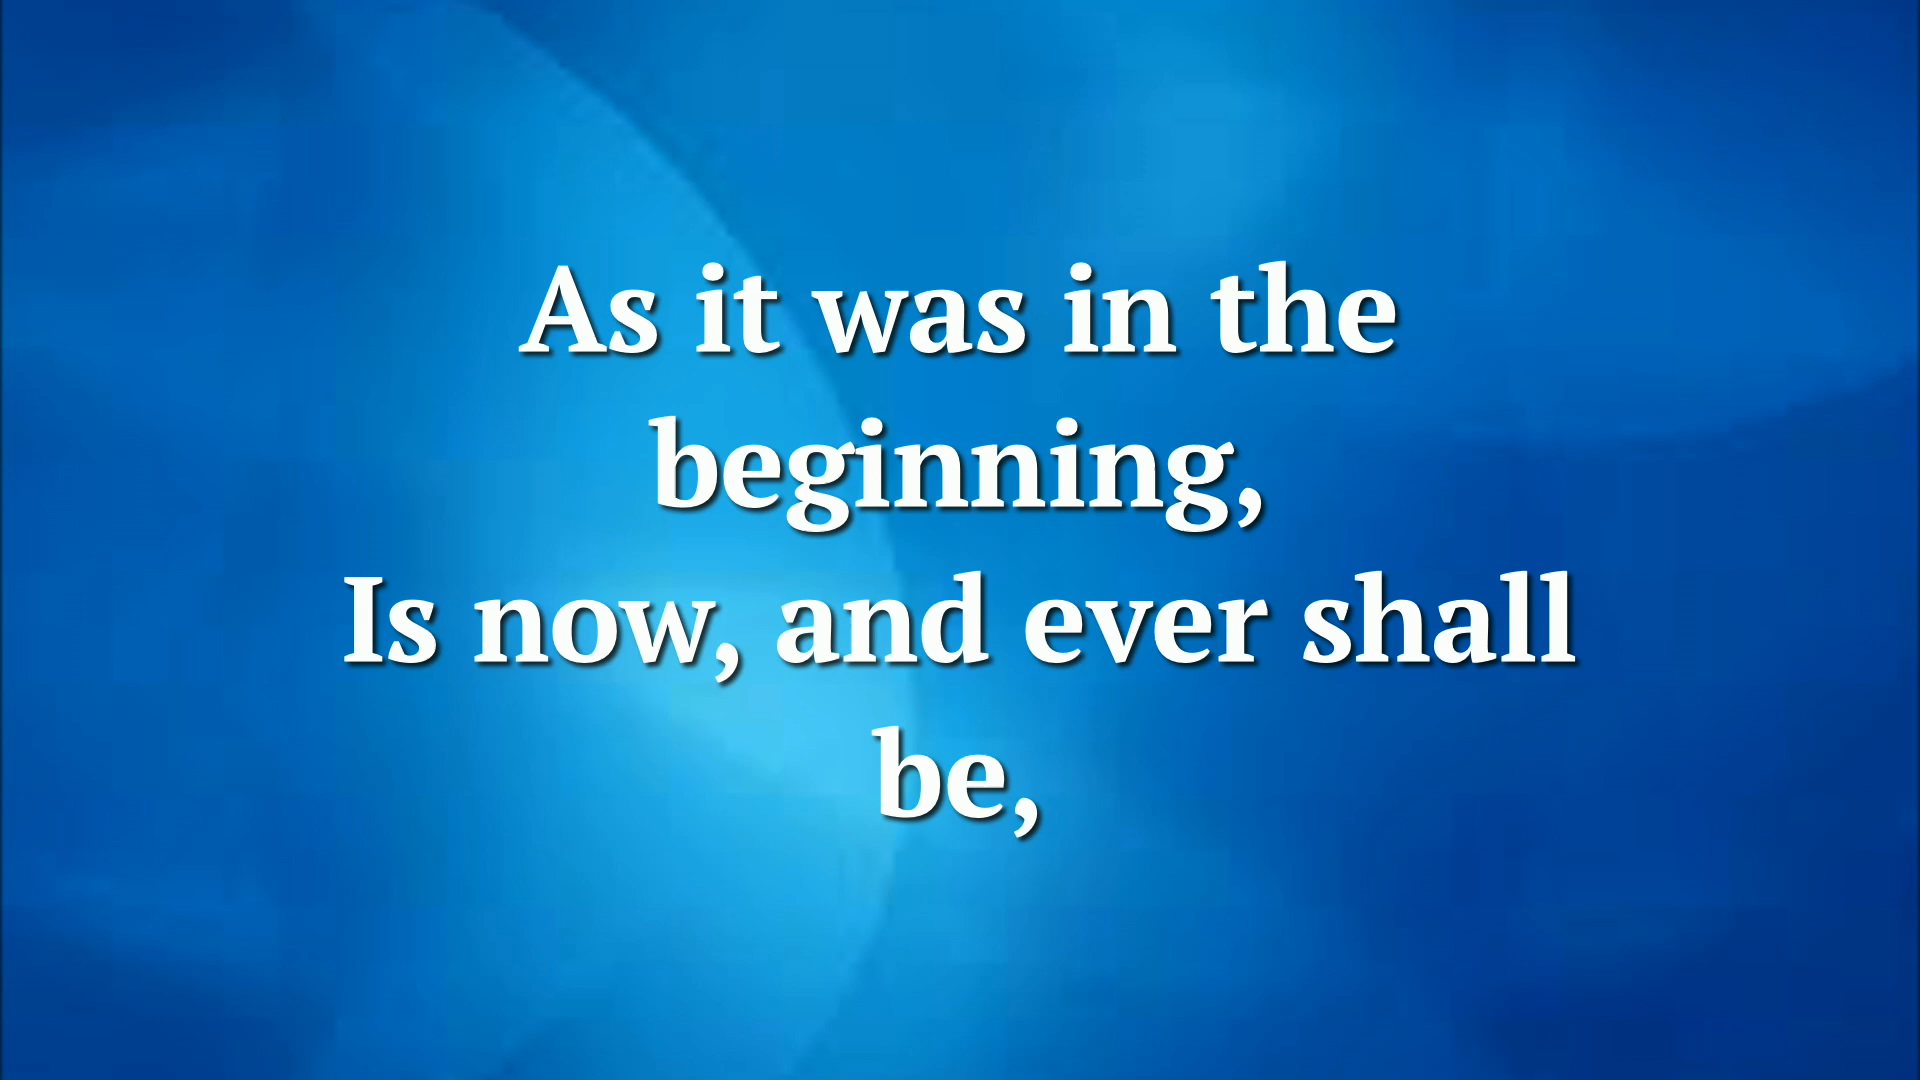 As it was in the
beginning,
Is now, and ever shall
be,